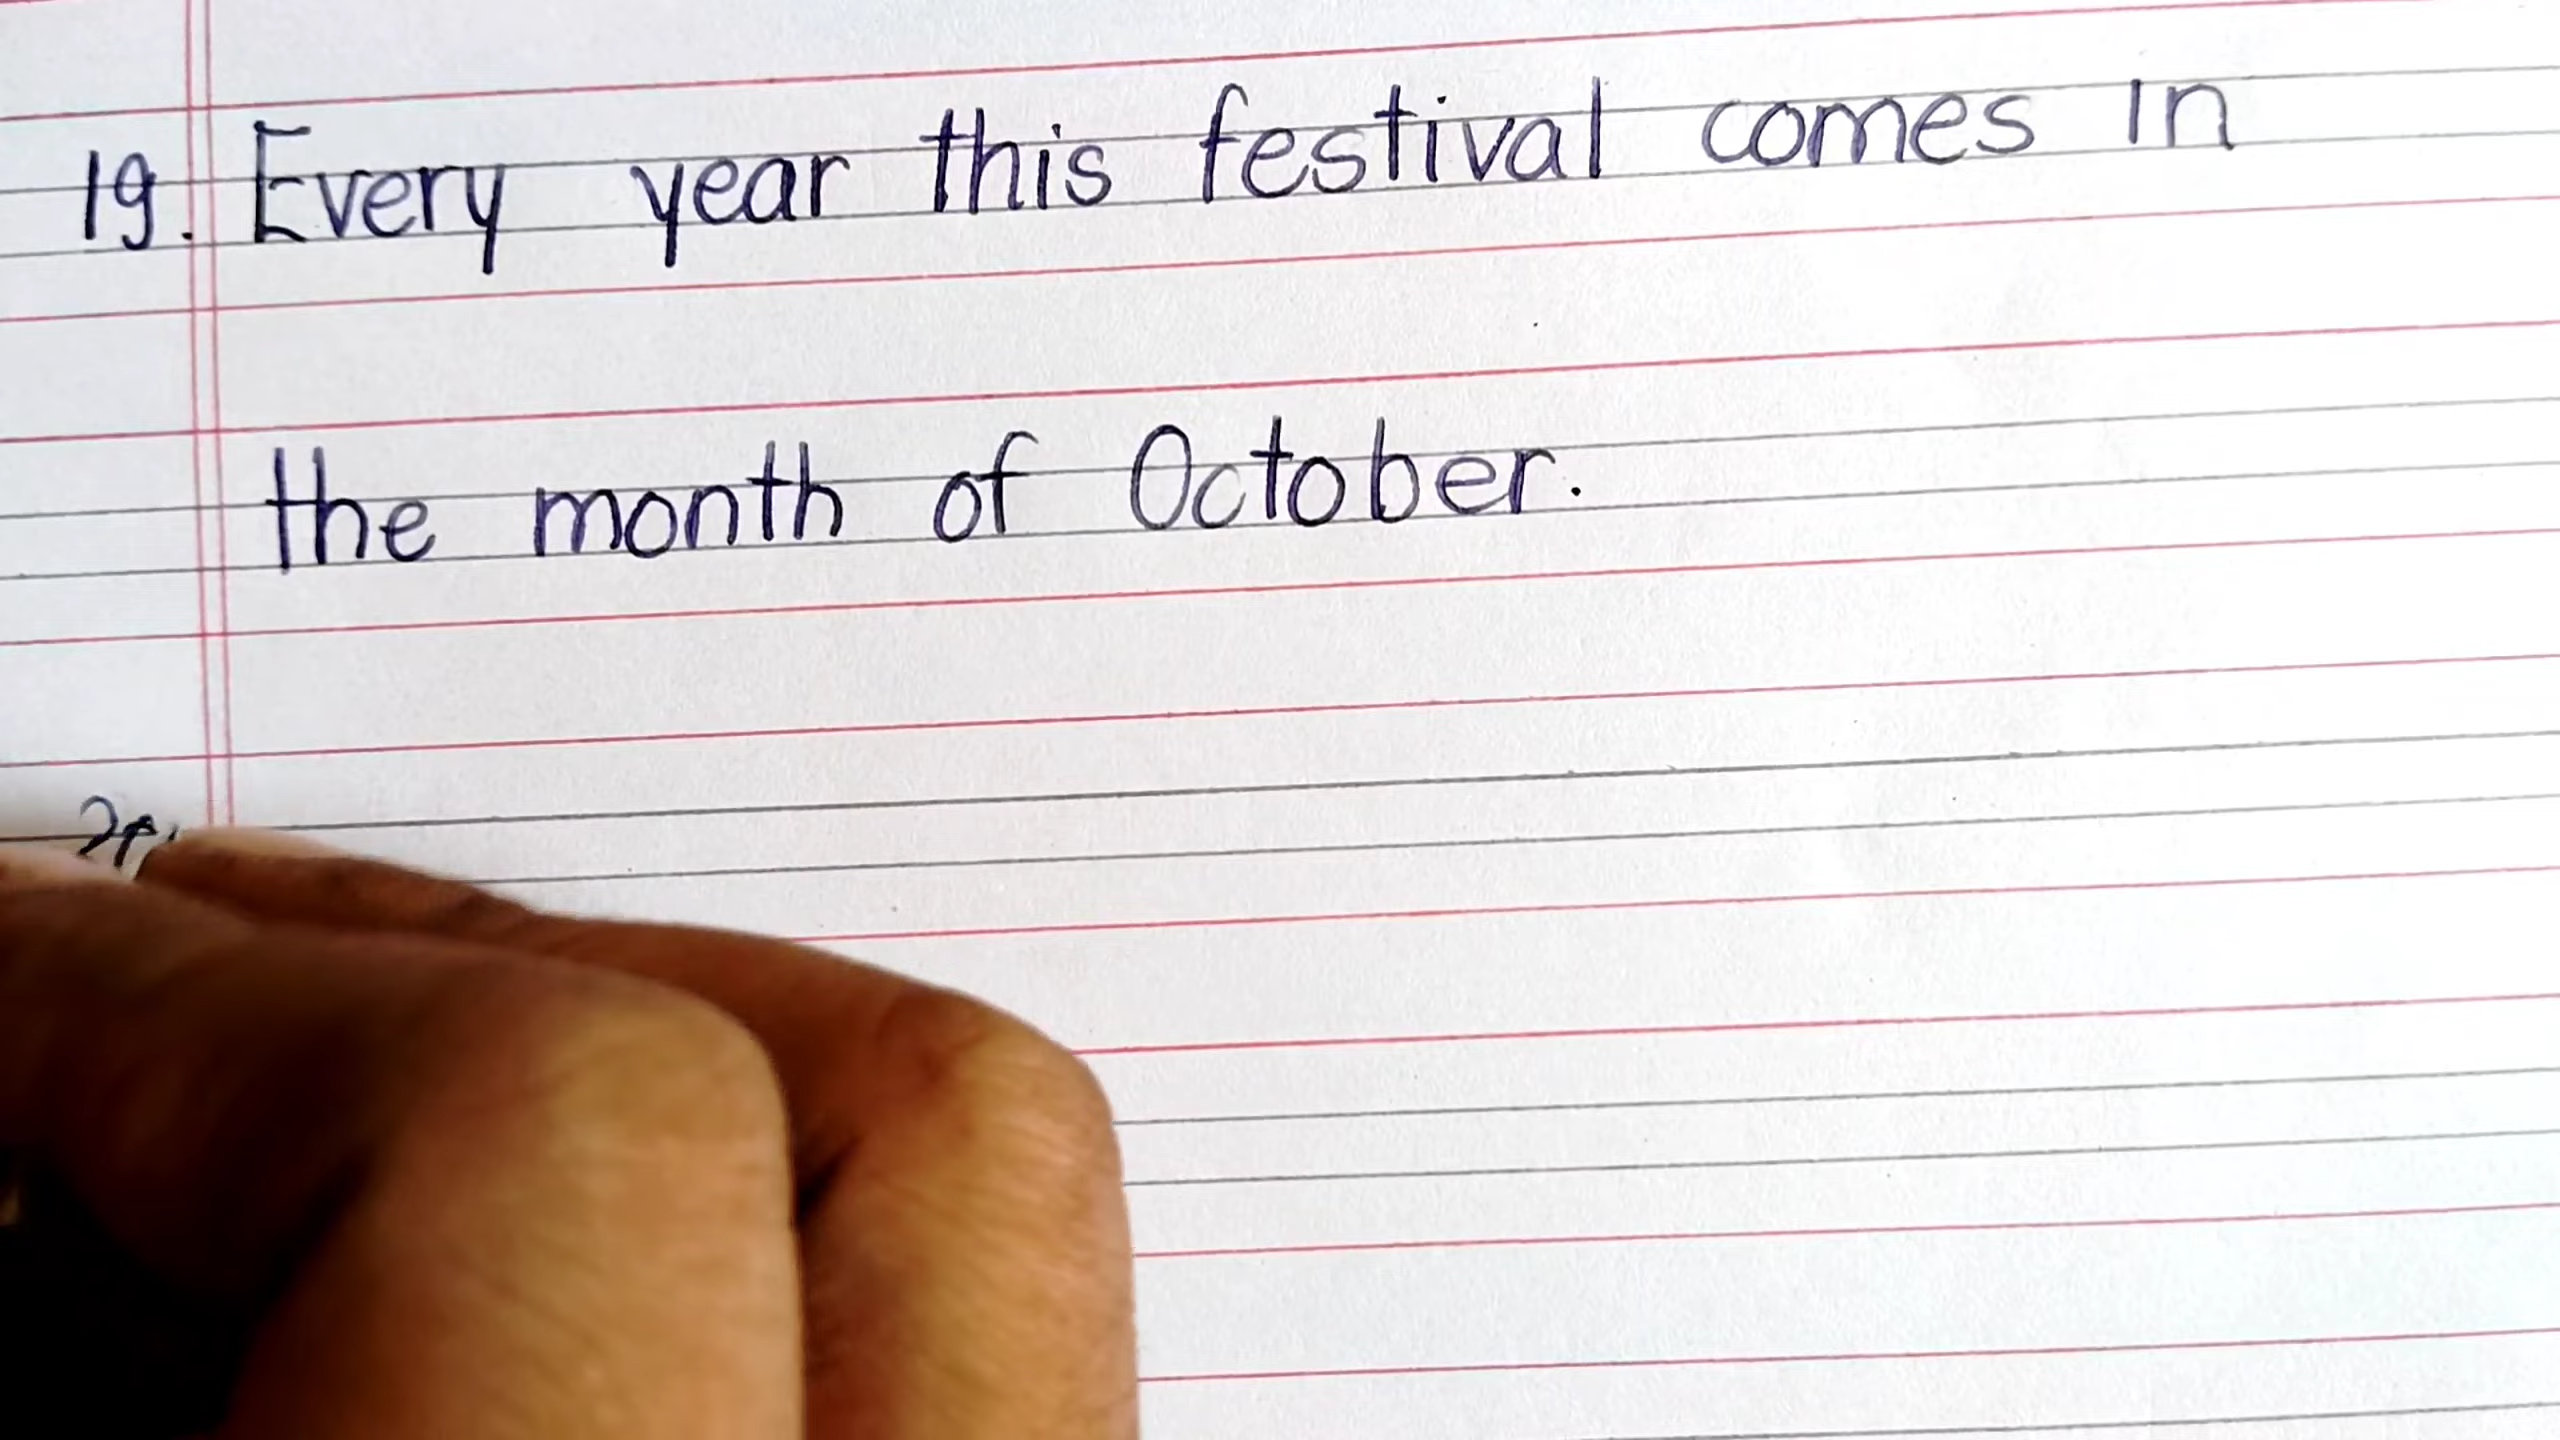 19. Every year this festival comes in
the month of October.